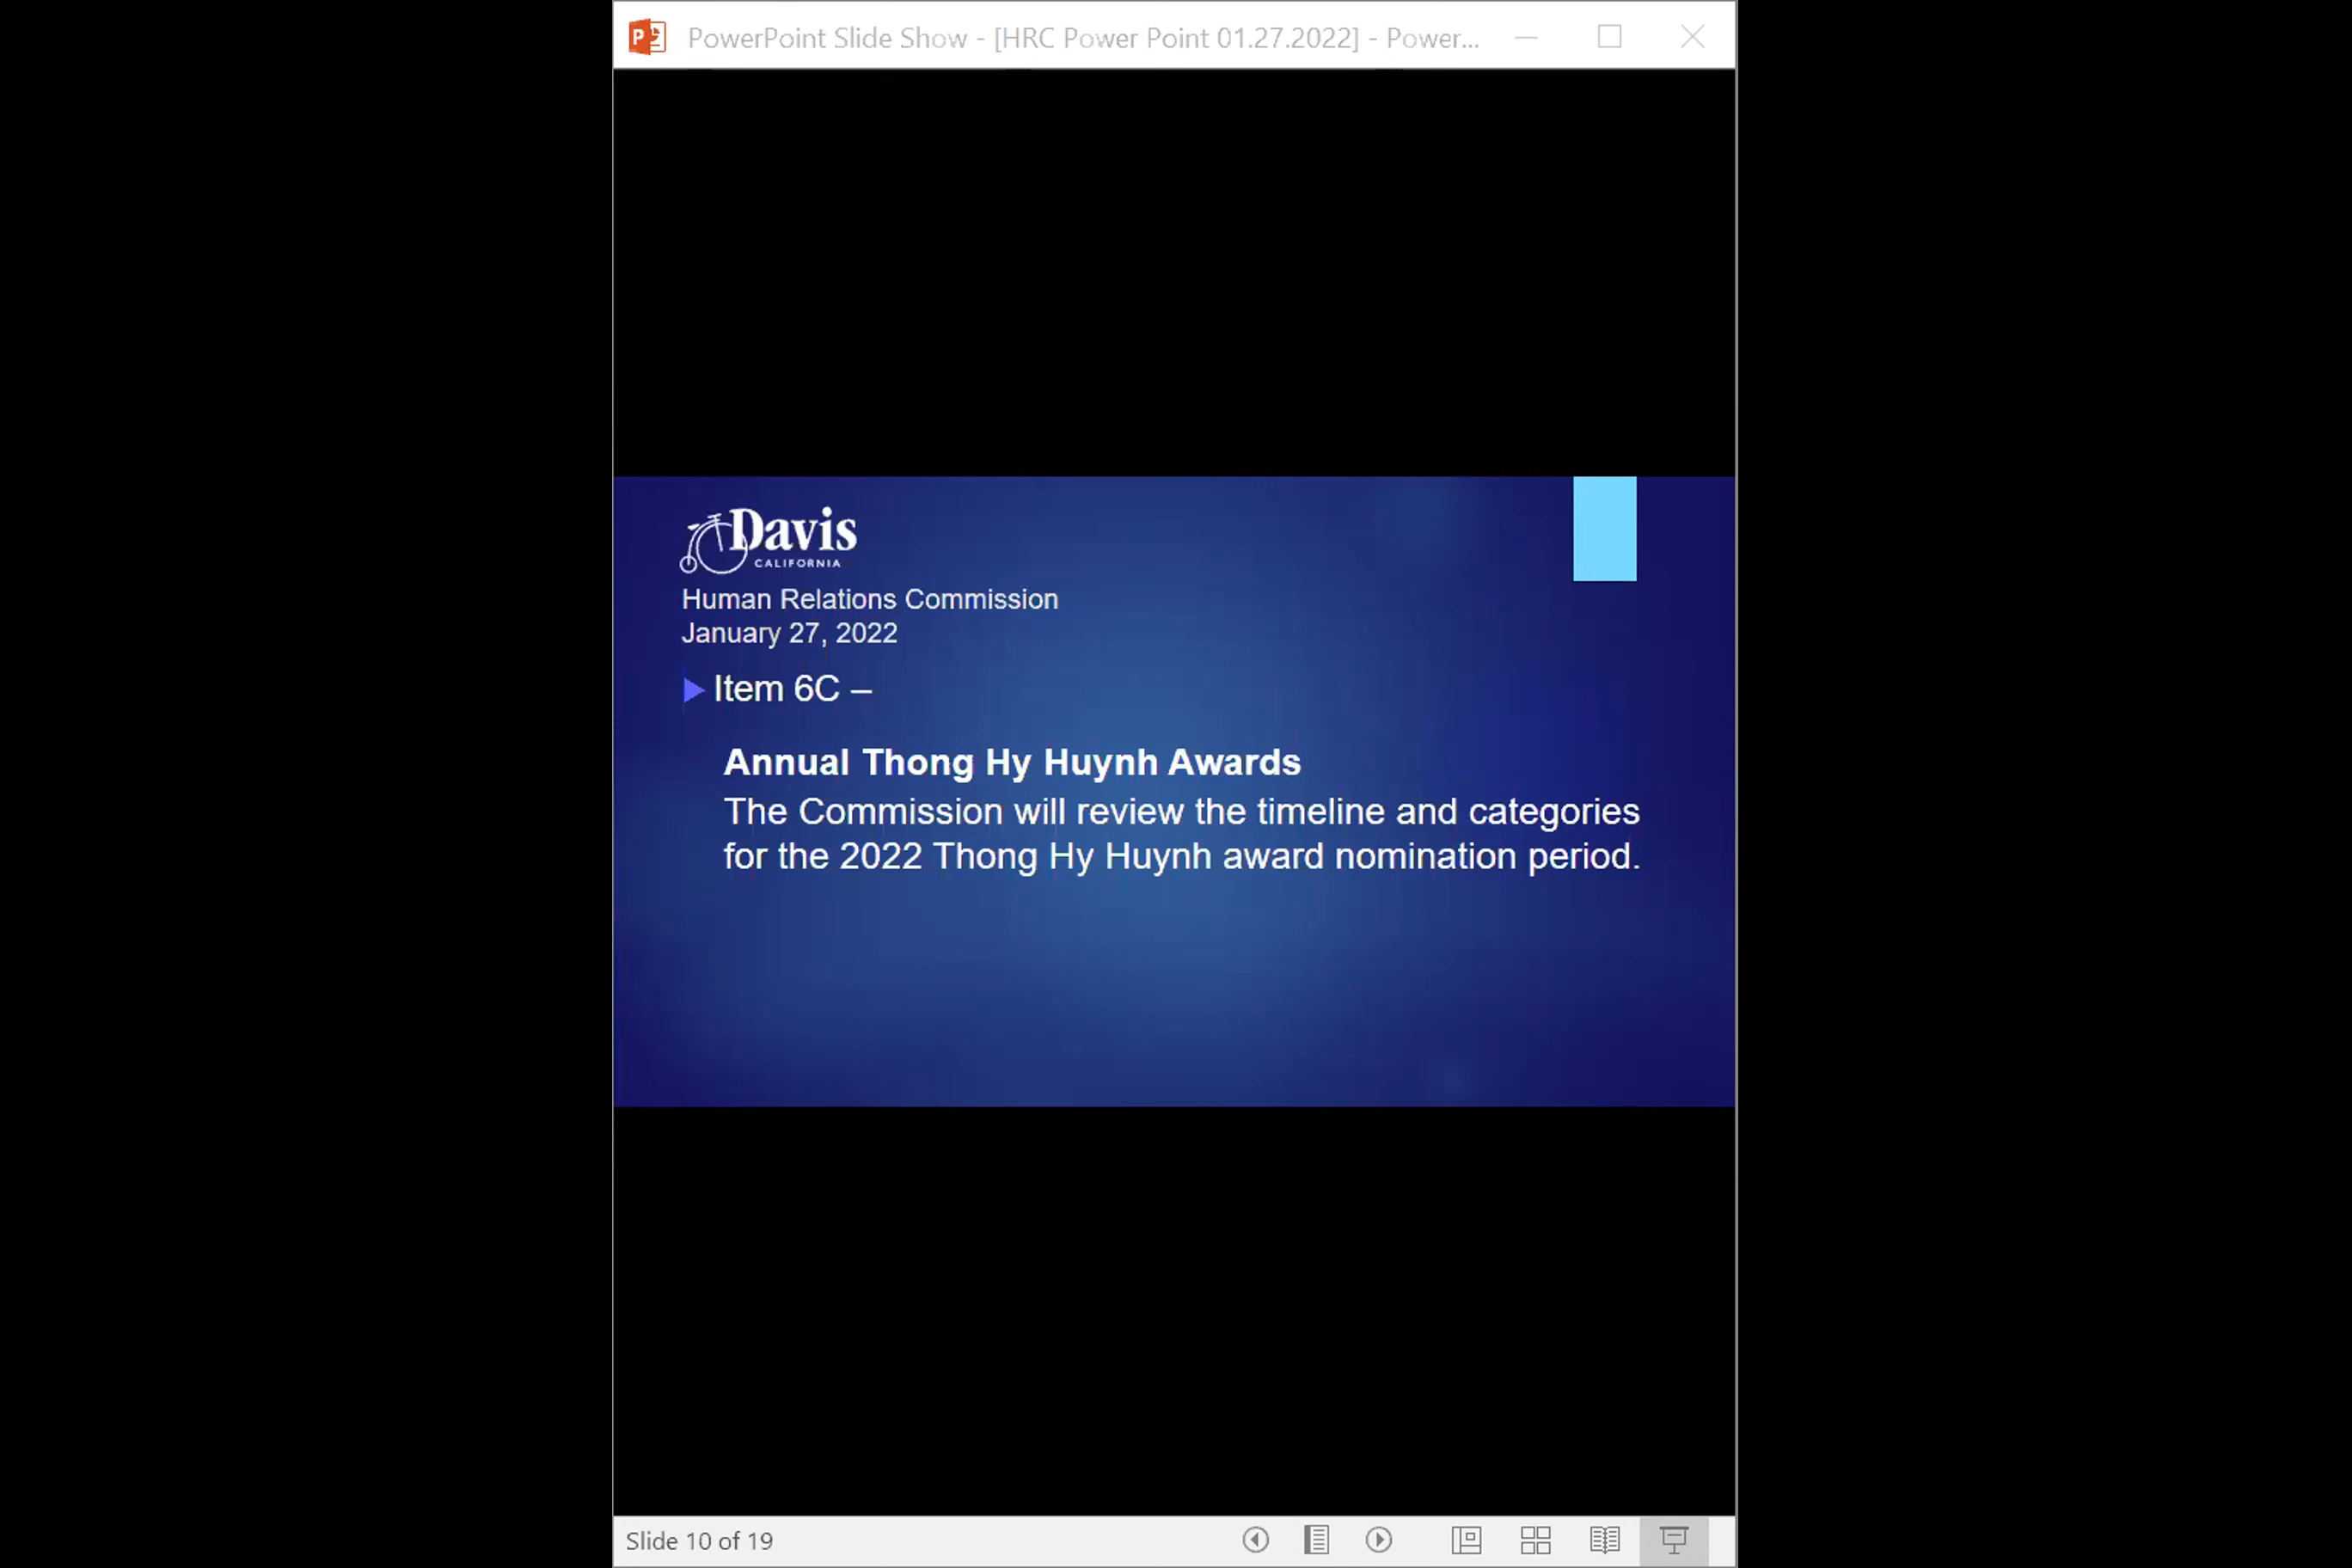 PowerPoint Slide Show - [HRC Power Point 01.27.2022] - Power...
Davis
CALIFORNIA
Human Relations Commission
January 27, 2022
Item 6C –
Annual Thong Hy Huynh Awards
The Commission will review the timeline and categories
for the 2022 Thong Hy Huynh award nomination period.
Slide 10 of 19